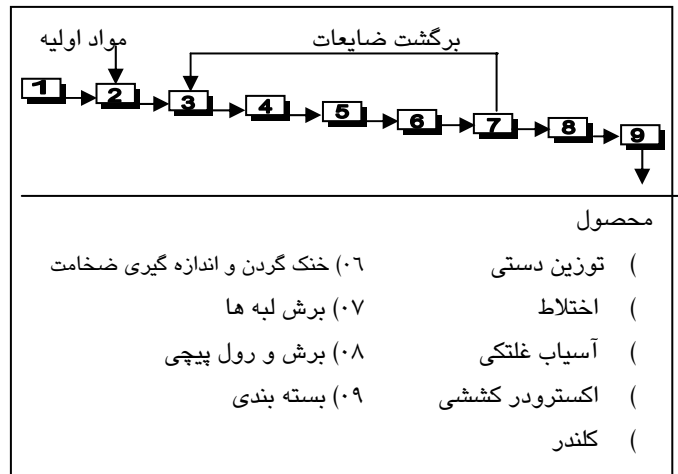 مواد اولیه برگشت ضایعات
1 2 3 4 5 6 7 8 9
محصول
( توزین دستی ۰۶) خنک گردن و اندازه گیری ضخامت
( اختلاط ۰۷) برش لبه ها
( آسیاب غلتکی ۰۸) برش و رول پیچی
( اکسترودر کششی ۰۹) بسته بندی
( کلندر